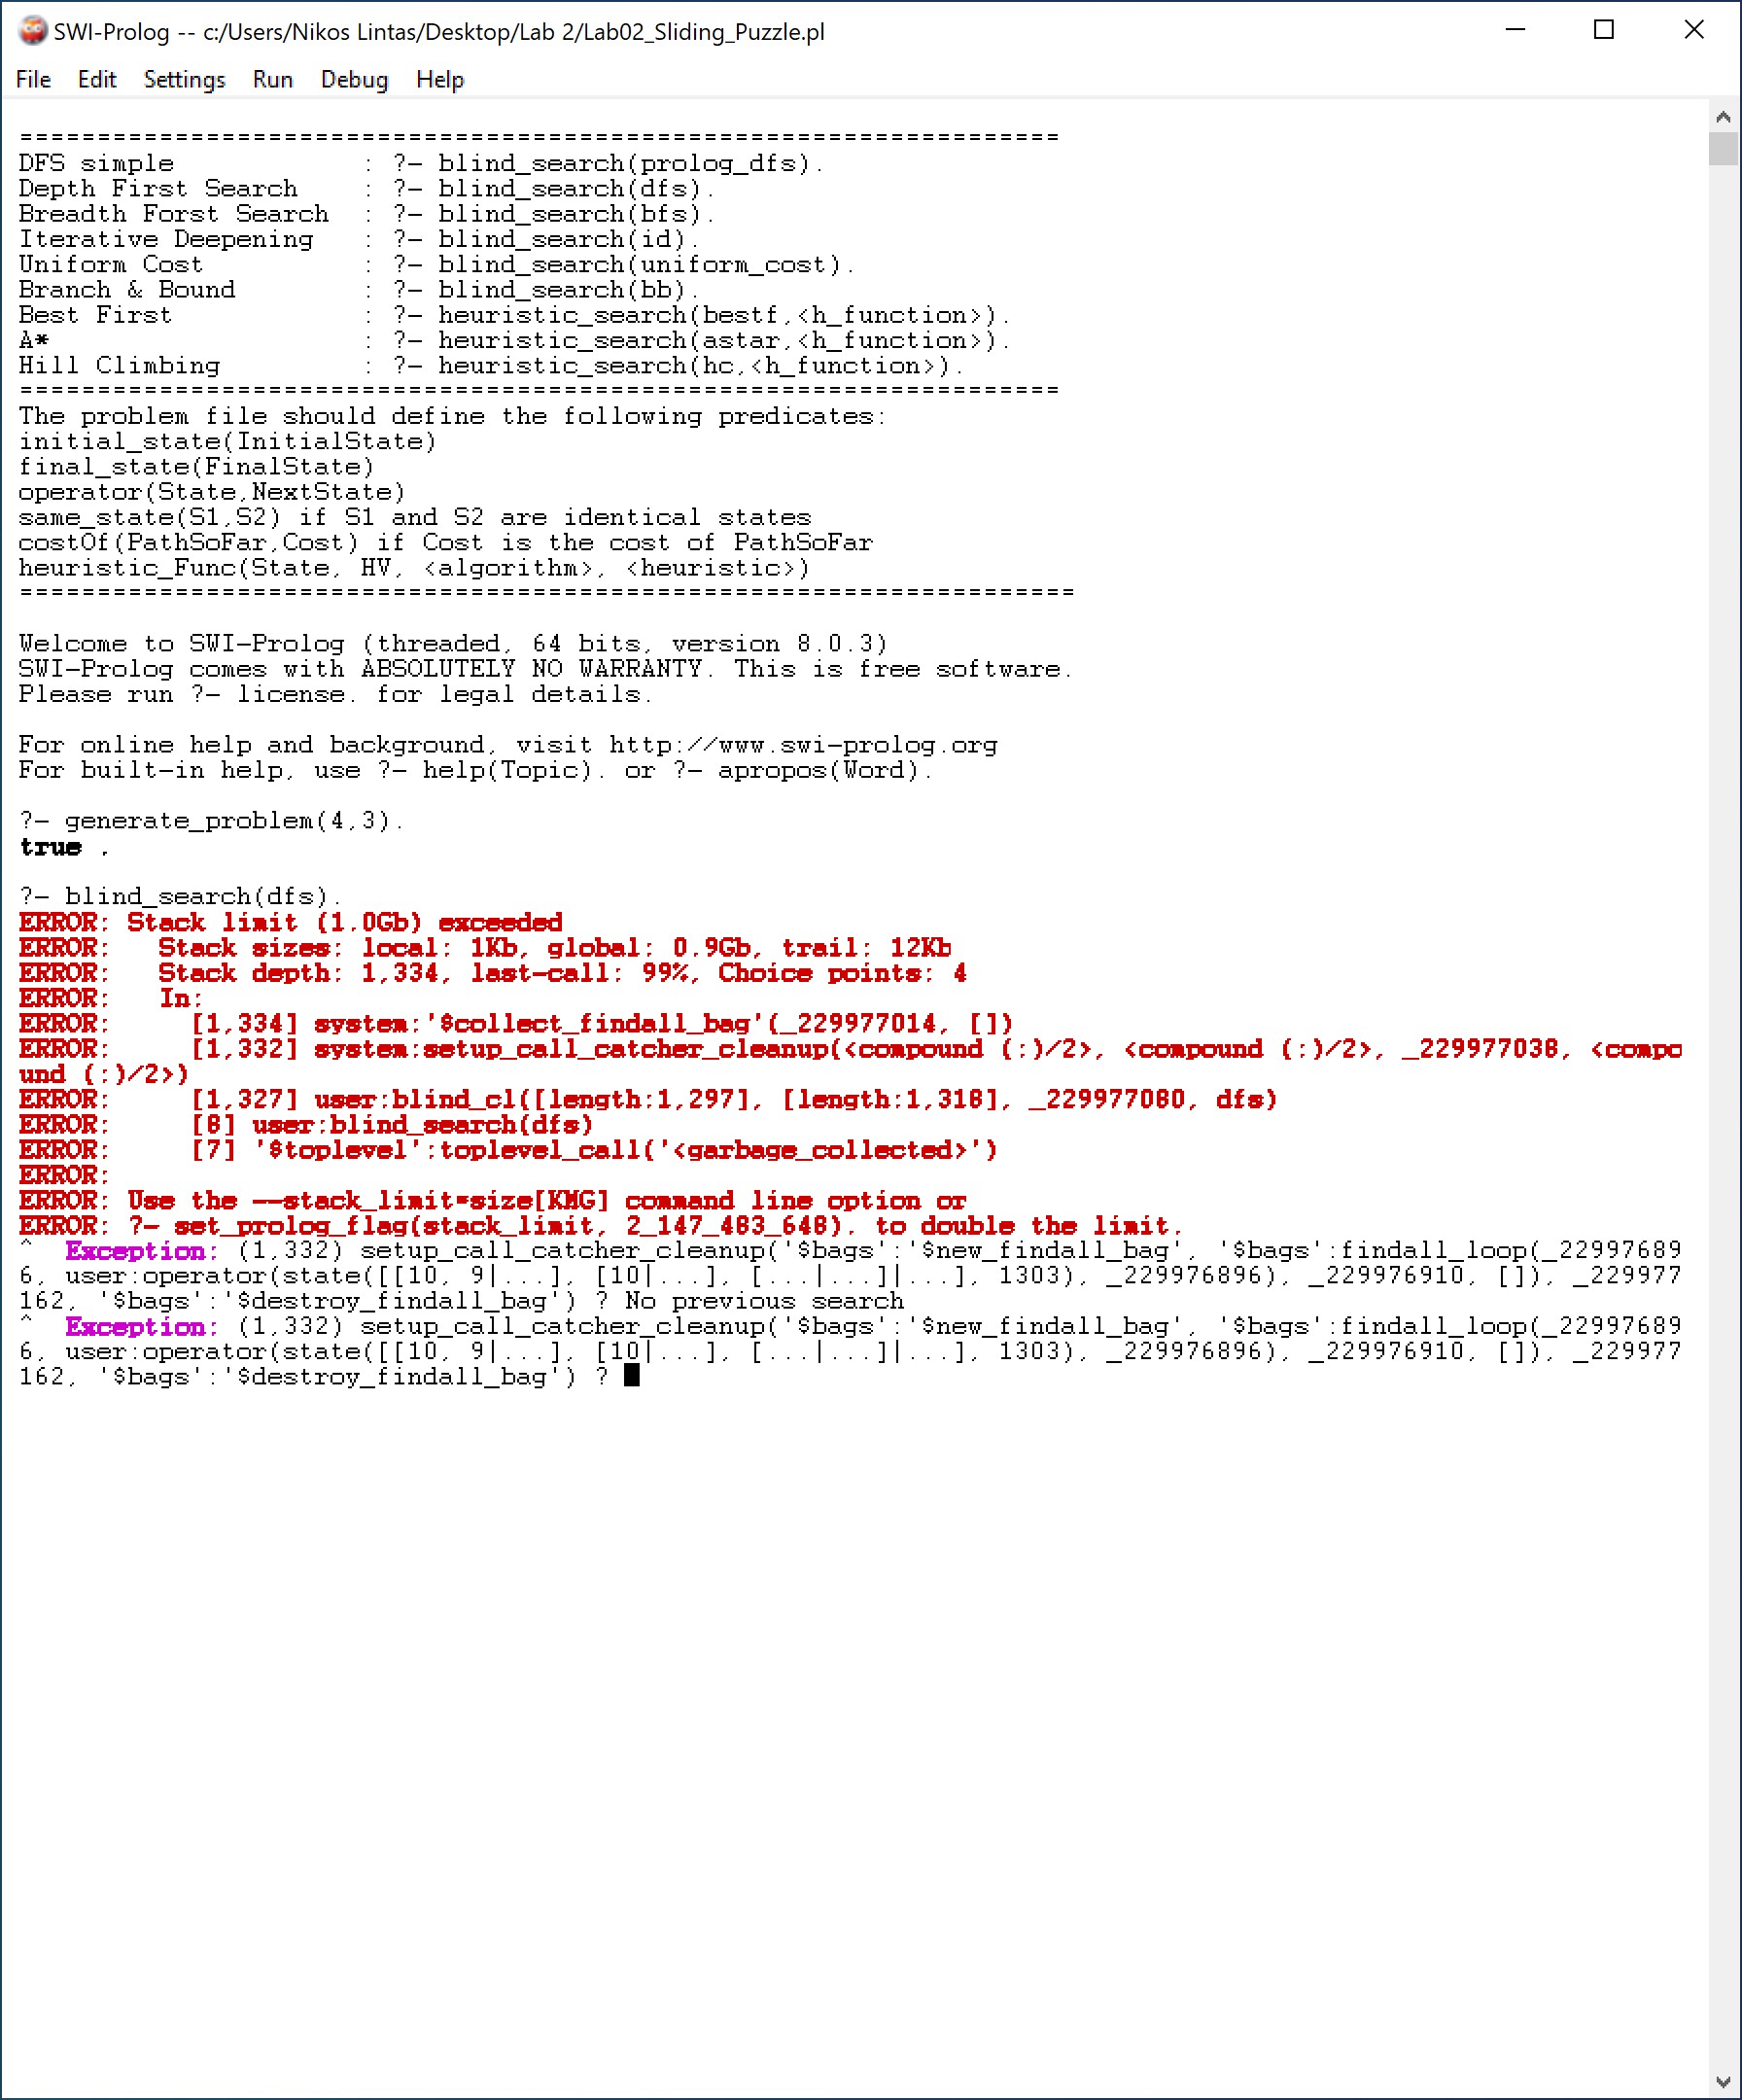 SWI-Prolog -- c:/Users/Nikos Lintas/Desktop/Lab 2/Lab02_Sliding_Puzzle.pl
File Edit Settings Run Debug Help
===================================================================
DFS simple : ?- blind_search(prolog_dfs).
Depth First Search : ?- blind_search(dfs).
Breadth Forst Search : ?- blind_search(bfs).
Iterative Deepening : ?- blind_search(id).
Uniform Cost : ?- blind_search(uniform_cost).
Branch & Bound : ?- blind_search(bb).
Best First : ?- heuristic_search(bestf,<h_function>).
A* : ?- heuristic_search(astar,<h_function>).
Hill Climbing : ?- heuristic_search(hc,<h_function>).
===================================================================
The problem file should define the following predicates:
initial_state(InitialState)
final_state(FinalState)
operator(State,NextState)
same_state(S1,S2) if S1 and S2 are identical states
costOf(PathSoFar,Cost) if Cost is the cost of PathSoFar
heuristic_Func(State, HV, <algorithm>, <heuristic>)
====================================================================
Welcome to SWI-Prolog (threaded, 64 bits, version 8.0.3)
SWI-Prolog comes with ABSOLUTELY NO WARRANTY. This is free software.
Please run ?- license. for legal details.
For online help and background, visit http://www.swi-prolog.org
For built-in help, use ?- help(Topic). or ?- apropos(Word).
?- generate_problem(4,3).
true .
?- blind_search(dfs).
ERROR: Stack limit (1.0Gb) exceeded
ERROR:   Stack sizes: local: 1Kb, global: 0.9Gb, trail: 12Kb
ERROR:   Stack depth: 1,334, last-call: 99%, Choice points: 4
ERROR:   In:
ERROR:     [1,334] system:'$collect_findall_bag'(_229977014, [])
ERROR:     [1,332] system:setup_call_catcher_cleanup(<compound (:)/2>, <compound (:)/2>, _229977038, <compo
und (:)/2>)
ERROR:     [1,327] user:blind_cl([length:1,297], [length:1,318], _229977080, dfs)
ERROR:     [8] user:blind_search(dfs)
ERROR:     [7] '$toplevel':toplevel_call('<garbage_collected>')
ERROR:
ERROR: Use the --stack_limit=size[KMG] command line option or
ERROR: ?- set_prolog_flag(stack_limit, 2_147_483_648). to double the limit.
^  Exception: (1,332) setup_call_catcher_cleanup('$bags':'$new_findall_bag', '$bags':findall_loop(_22997689
6, user:operator(state([[10, 9|...], [10|...], [...|...]|...], 1303), _229976896), _229976910, []), _229977
162, '$bags':'$destroy_findall_bag') ? No previous search
^  Exception: (1,332) setup_call_catcher_cleanup('$bags':'$new_findall_bag', '$bags':findall_loop(_22997689
6, user:operator(state([[10, 9|...], [10|...], [...|...]|...], 1303), _229976896), _229976910, []), _229977
162, '$bags':'$destroy_findall_bag') ?